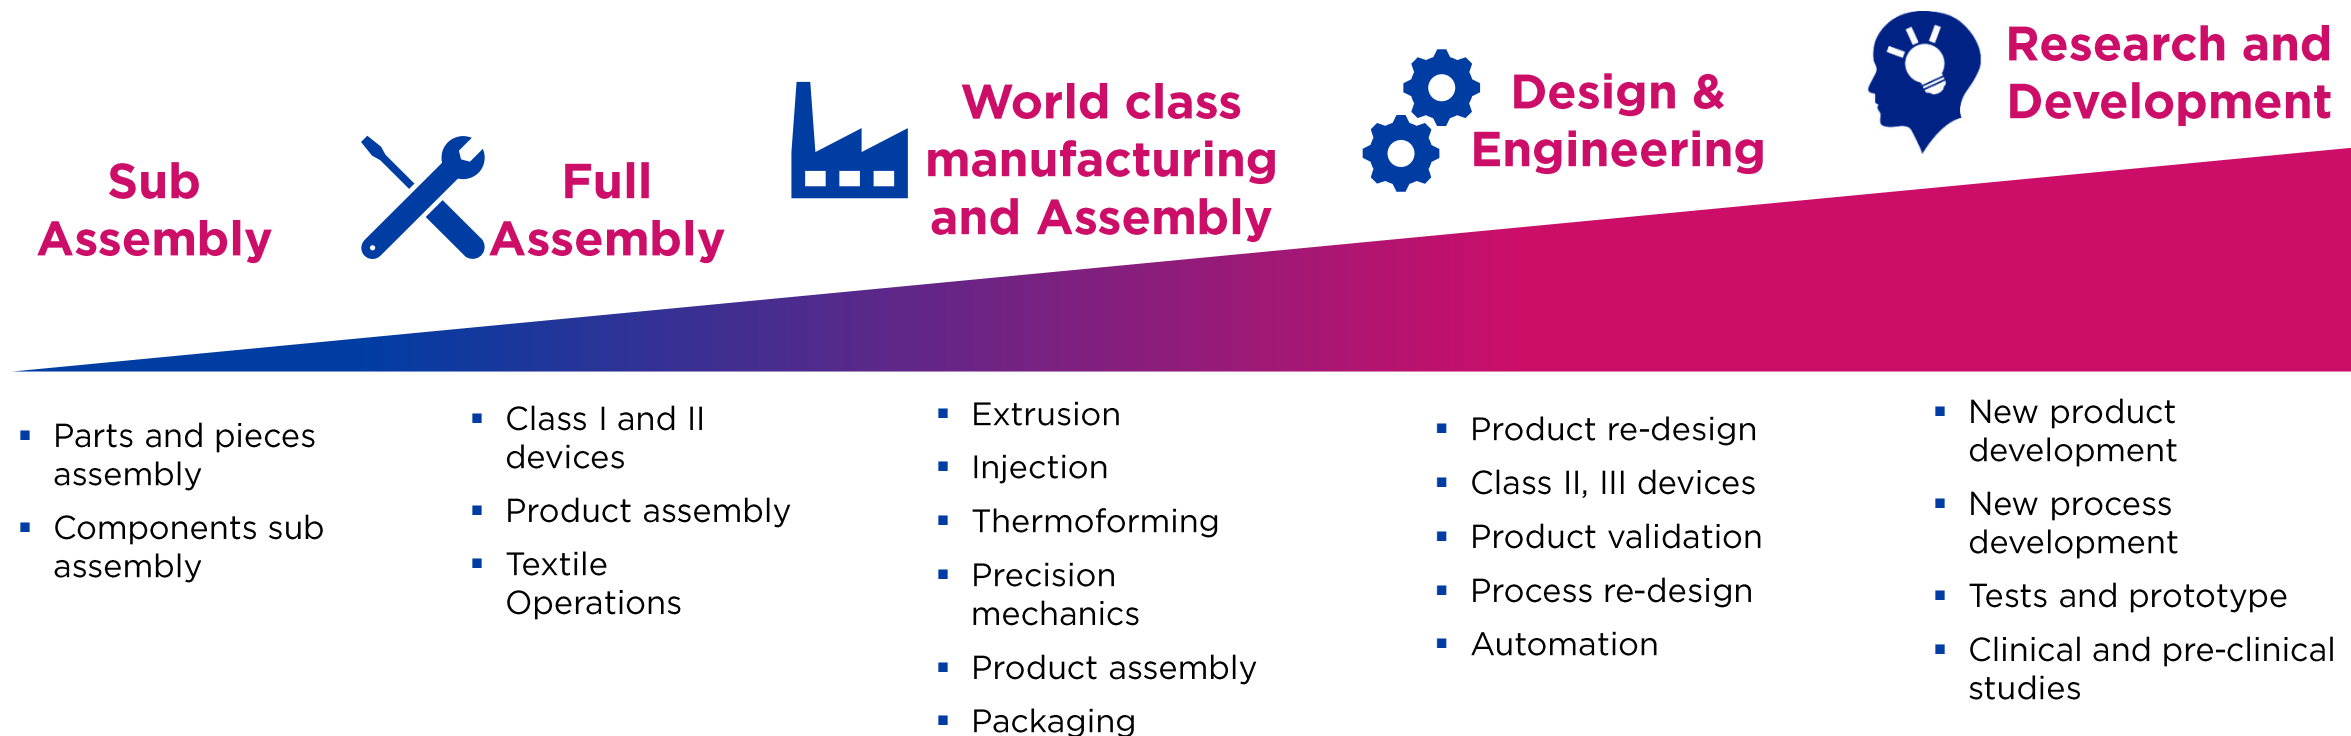 Sub
Assembly
Full
Assembly
World class
manufacturing
and Assembly
Design &
Engineering
Research and
Development
▪ Parts and pieces
assembly
▪ Components sub
assembly
▪ Class I and II
devices
▪ Product assembly
▪ Textile
Operations
▪ Extrusion
▪ Injection
▪ Thermoforming
▪ Precision
mechanics
▪ Product assembly
▪ Packaging
▪ Product re-design
▪ Class II, III devices
▪ Product validation
▪ Process re-design
▪ Automation
▪ New product
development
▪ New process
development
▪ Tests and prototype
▪ Clinical and pre-clinical
studies